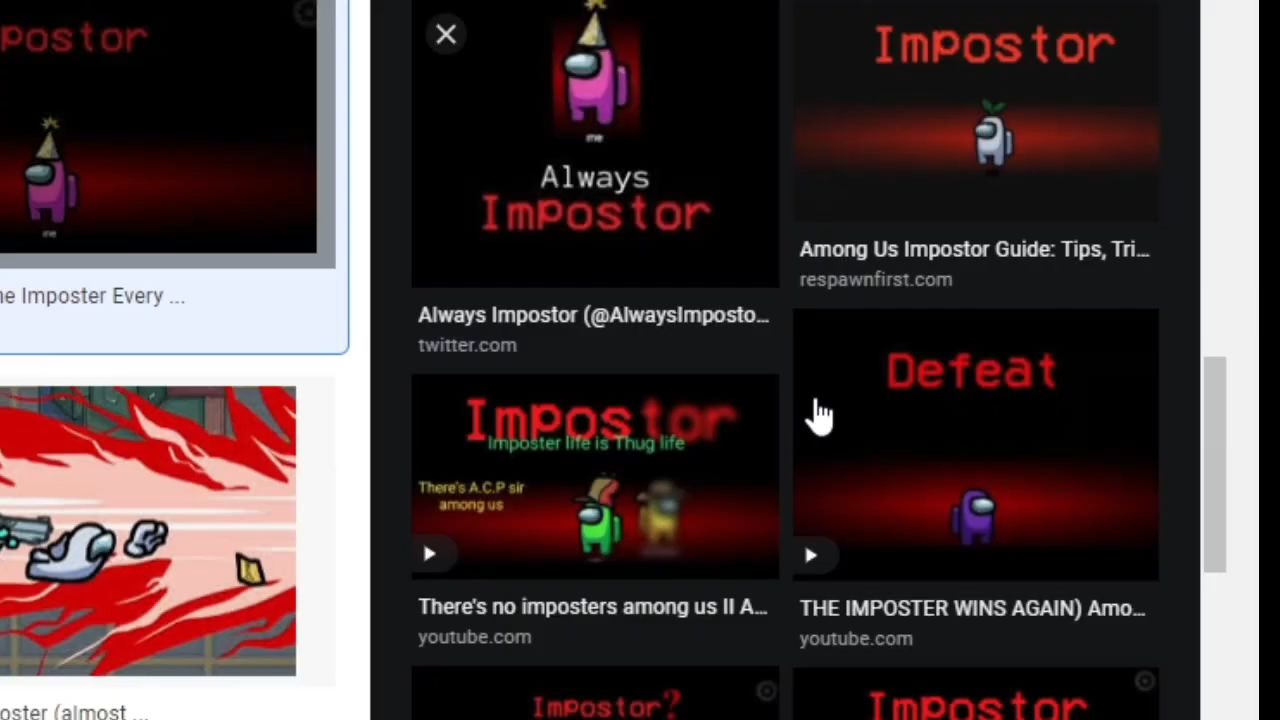 postor
me
ne Imposter Every ...
oster (almost ...
me
Always
Impostor
Always Impostor (@AlwaysImposto...
twitter.com
Impostor
Imposter life is Thug life
There's A.C.P sir
among us
There's no imposters among us II A...
youtube.com
Impostor?
Impostor
Among Us Impostor Guide: Tips, Tri...
respawnfirst.com
Defeat
THE IMPOSTER WINS AGAIN) Amo...
youtube.com
Impostor